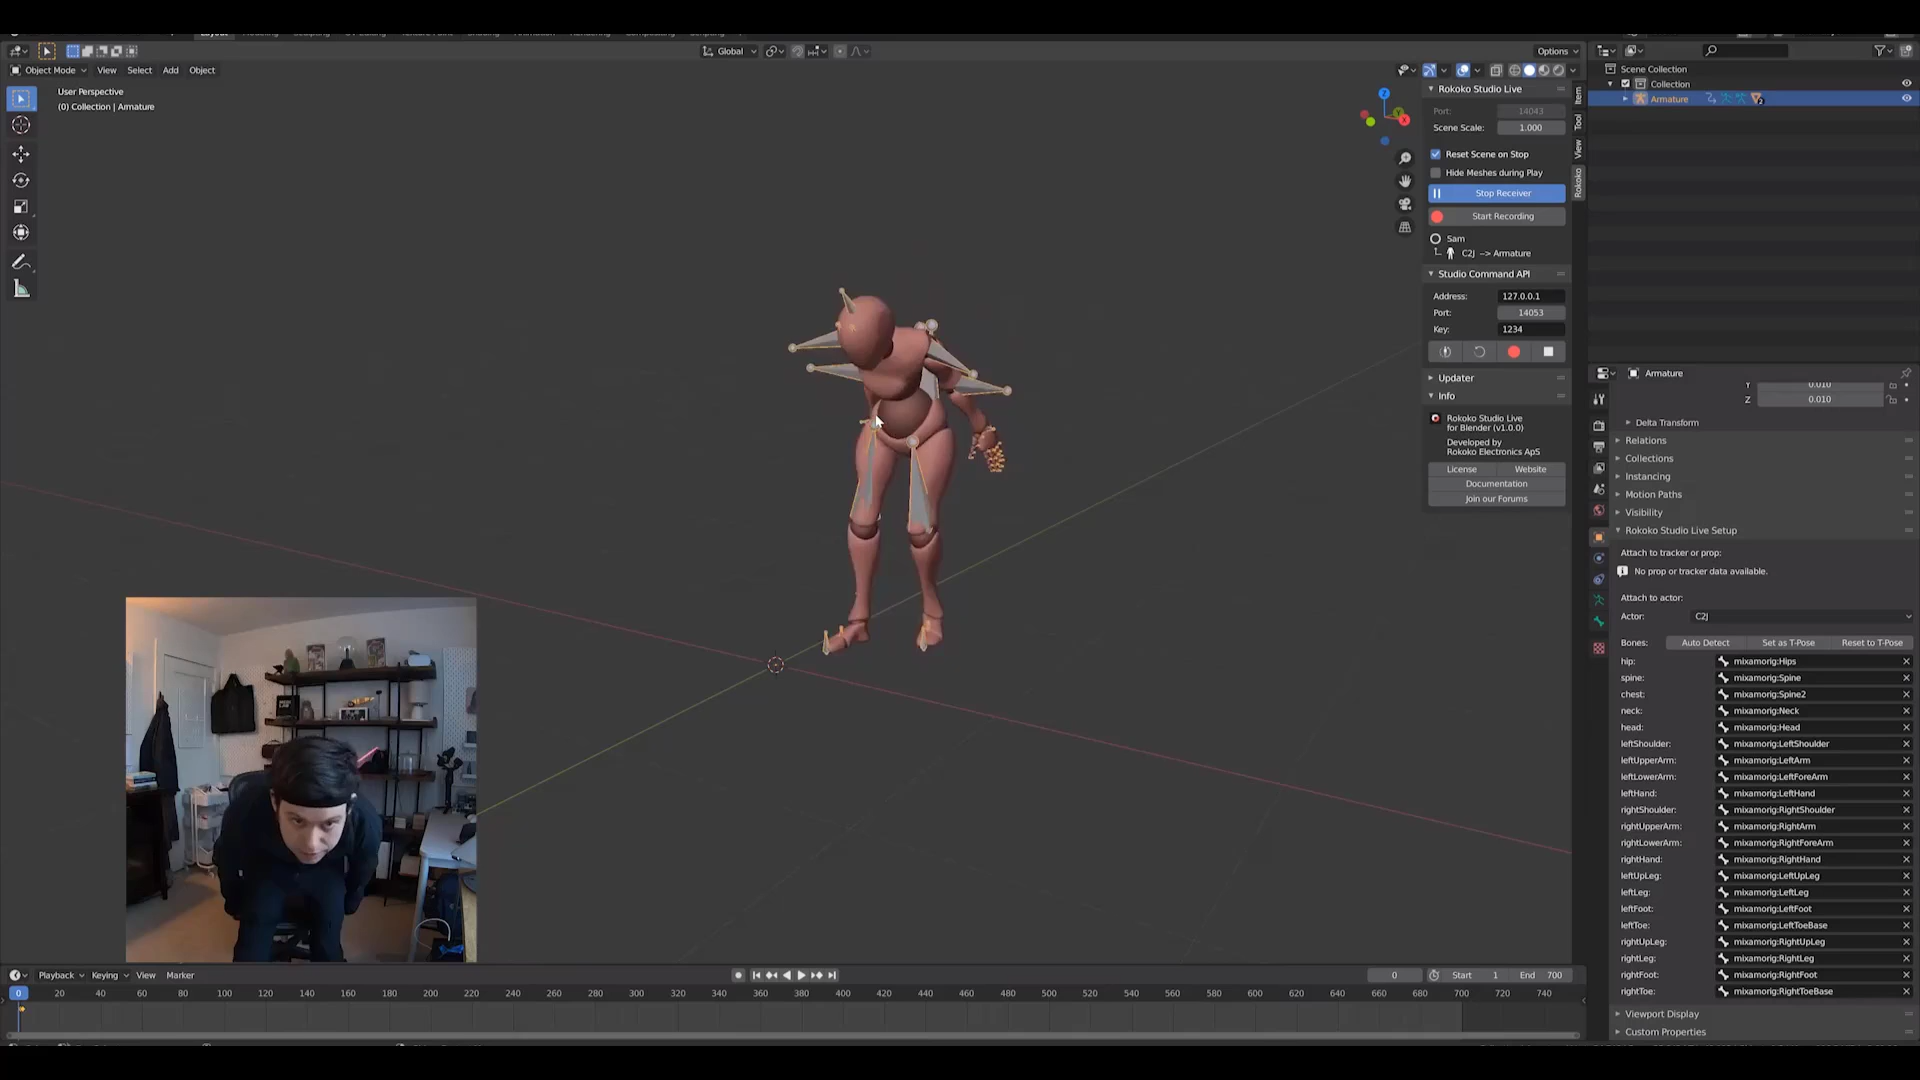 Global
Options
Object Mode
View
Select
Add
Object
User Perspective
(0) Collection | Armature
Rokoko Studio Live
Port: 14043
Scene Scale: 1.000
Reset Scene on Stop
Hide Meshes during Play
Stop Receiver
Start Recording
Sam
C2J --> Armature
Studio Command API
Address: 127.0.0.1
Port: 14053
Key: 1234
Updater
Info
Rokoko Studio Live
for Blender (v1.0.0)
Developed by
Rokoko Electronics ApS
License
Website
Documentation
Join our Forums
Item
Tool
View
Rokoko
Z
X
Scene Collection
Collection
Armature
Armature
Y 0.010
Z 0.010
Delta Transform
Relations
Collections
Instancing
Motion Paths
Visibility
Rokoko Studio Live Setup
Attach to tracker or prop:
No prop or tracker data available.
Attach to actor:
Actor: C2J
Bones: Auto Detect Set as T-Pose Reset to T-Pose
hip: mixamorig:Hips
spine: mixamorig:Spine
chest: mixamorig:Spine2
neck: mixamorig:Neck
head: mixamorig:Head
leftShoulder: mixamorig:LeftShoulder
leftUpperArm: mixamorig:LeftArm
leftLowerArm: mixamorig:LeftForeArm
leftHand: mixamorig:LeftHand
rightShoulder: mixamorig:RightShoulder
rightUpperArm: mixamorig:RightArm
rightLowerArm: mixamorig:RightForeArm
rightHand: mixamorig:RightHand
leftUpLeg: mixamorig:LeftUpLeg
leftLeg: mixamorig:LeftLeg
leftFoot: mixamorig:LeftFoot
leftToe: mixamorig:LeftToeBase
rightUpLeg: mixamorig:RightUpLeg
rightLeg: mixamorig:RightLeg
rightFoot: mixamorig:RightFoot
rightToe: mixamorig:RightToeBase
Viewport Display
Custom Properties
Playback
Keying
View
Marker
0
Start 1
End 700
0 20 40 60 80 100 120 140 160 180 200 220 240 260 280 300 320 340 360 380 400 420 440 460 480 500 520 540 560 580 600 620 640 660 680 700 720 740